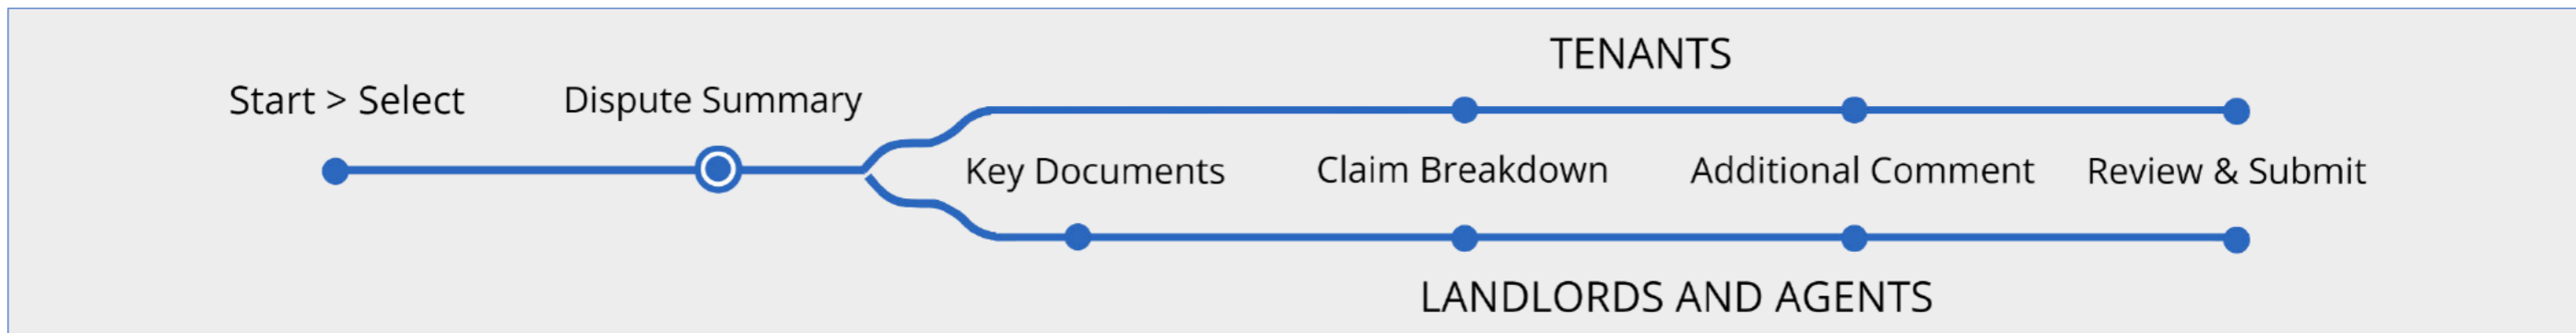 TENANTS
Start > Select
Dispute Summary
Key Documents
Claim Breakdown
Additional Comment
Review & Submit
LANDLORDS AND AGENTS